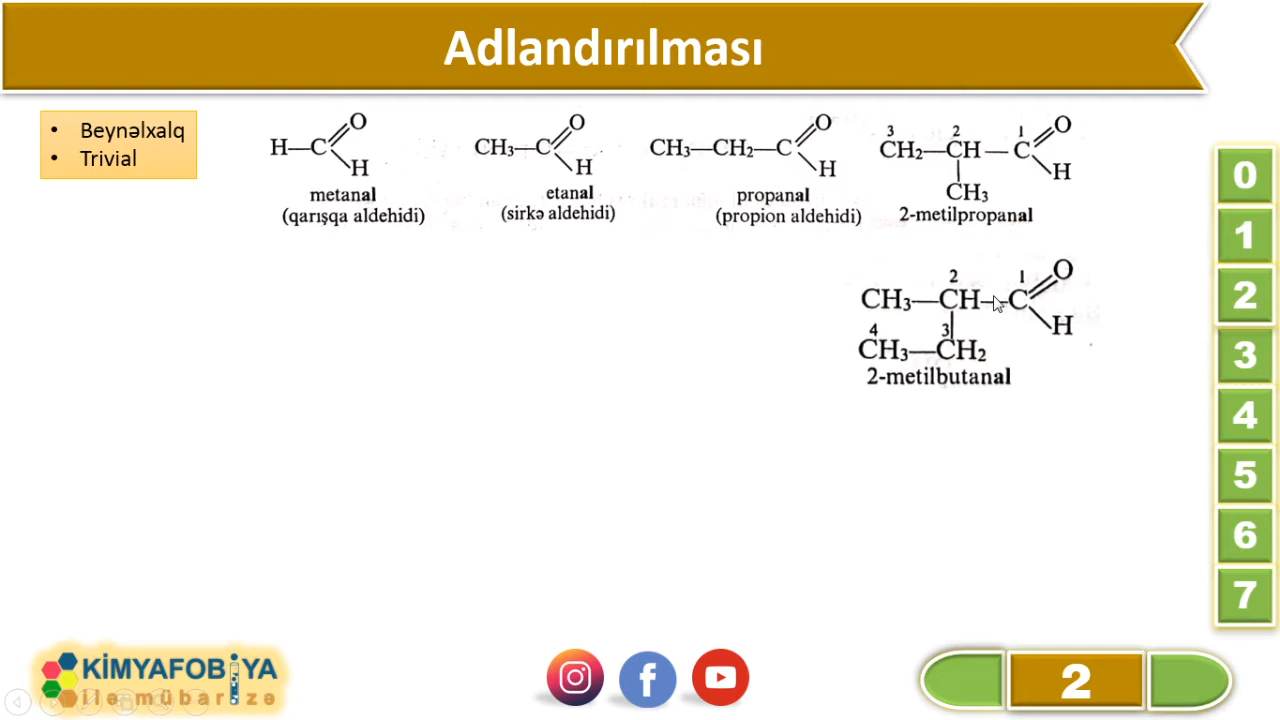 Adlandırılması
• Beynəlxalq
• Trivial
H—C O H
metanal
(qarışqa aldehidi)
CH₃—C O H
etanal
(sirkə aldehidi)
CH₃—CH₂—C O H
propanal
(propion aldehidi)
3 2 1
CH₂—CH—C O H
CH₃
2-metilpropanal
2 1
CH₃—CH—C O H
4 3
CH₃—CH₂
2-metilbutanal
0
1
2
3
4
5
6
7
KİMYAFOBİYA
ilə mübarizə
2